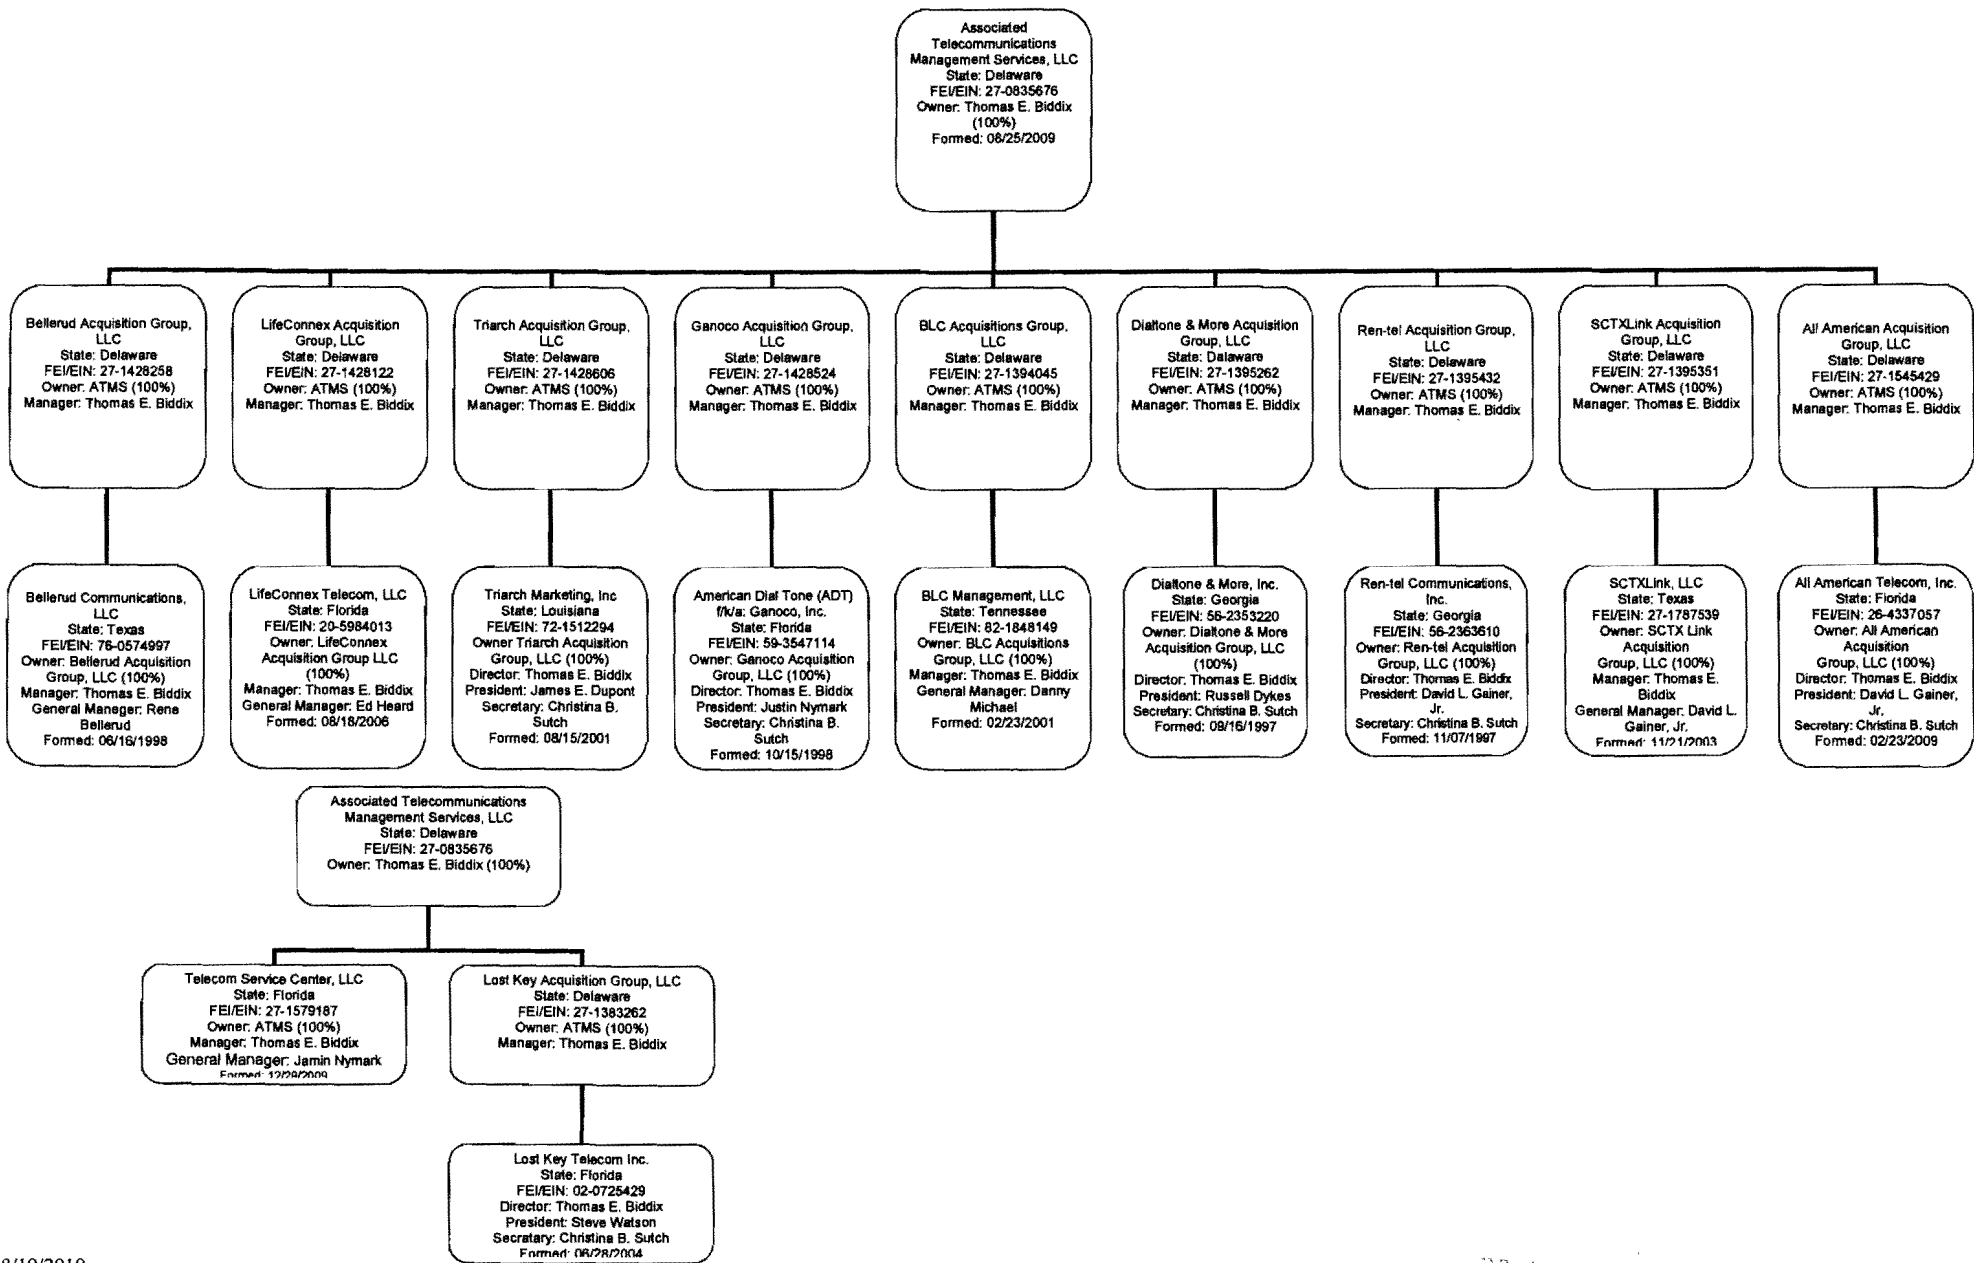 Associated
Telecommunications
Management Services, LLC
State: Delaware
FEI/EIN: 27-0835676
Owner: Thomas E. Biddix
(100%)
Formed: 08/25/2009
Bellerud Acquisition Group,
LLC
State: Delaware
FEI/EIN: 27-1428258
Owner: ATMS (100%)
Manager: Thomas E. Biddix
LifeConnex Acquisition
Group, LLC
State: Delaware
FEI/EIN: 27-1428122
Owner: ATMS (100%)
Manager: Thomas E. Biddix
Triarch Acquisition Group,
LLC
State: Delaware
FEI/EIN: 27-1428606
Owner: ATMS (100%)
Manager: Thomas E. Biddix
Ganoco Acquisition Group,
LLC
State: Delaware
FEI/EIN: 27-1428524
Owner: ATMS (100%)
Manager: Thomas E. Biddix
BLC Acquisitions Group,
LLC
State: Delaware
FEI/EIN: 27-1394045
Owner: ATMS (100%)
Manager: Thomas E. Biddix
Dialtone & More Acquisition
Group, LLC
State: Delaware
FEI/EIN: 27-1395262
Owner: ATMS (100%)
Manager: Thomas E. Biddix
Ren-tel Acquisition Group,
LLC
State: Delaware
FEI/EIN: 27-1395432
Owner: ATMS (100%)
Manager: Thomas E. Biddix
SCTXLink Acquisition
Group, LLC
State: Delaware
FEI/EIN: 27-1395351
Owner: ATMS (100%)
Manager: Thomas E. Biddix
All American Acquisition
Group, LLC
State: Delaware
FEI/EIN: 27-1545429
Owner: ATMS (100%)
Manager: Thomas E. Biddix
Bellerud Communications,
LLC
State: Texas
FEI/EIN: 76-0574997
Owner: Bellerud Acquisition
Group, LLC (100%)
Manager: Thomas E. Biddix
General Manager: Rene
Bellerud
Formed: 06/16/1998
LifeConnex Telecom, LLC
State: Florida
FEI/EIN: 20-5984013
Owner: LifeConnex
Acquisition Group LLC
(100%)
Manager: Thomas E. Biddix
General Manager: Ed Heard
Formed: 08/18/2006
Triarch Marketing, Inc
State: Louisiana
FEI/EIN: 72-1512294
Owner Triarch Acquisition
Group, LLC (100%)
Director: Thomas E. Biddix
President: James E. Dupont
Secretary: Christina B.
Sutch
Formed: 08/15/2001
American Dial Tone (ADT)
f/k/a: Ganoco, Inc.
State: Florida
FEI/EIN: 59-3547114
Owner: Ganoco Acquisition
Group, LLC (100%)
Director: Thomas E. Biddix
President: Justin Nymark
Secretary: Christina B.
Sutch
Formed: 10/15/1998
BLC Management, LLC
State: Tennessee
FEI/EIN: 82-1848149
Owner: BLC Acquisitions
Group, LLC (100%)
Manager: Thomas E. Biddix
General Manager: Danny
Michael
Formed: 02/23/2001
Dialtone & More, Inc.
State: Georgia
FEI/EIN: 56-2353220
Owner: Dialtone & More
Acquisition Group, LLC
(100%)
Director: Thomas E. Biddix
President: Russell Dykes
Secretary: Christina B. Sutch
Formed: 09/16/1997
Ren-tel Communications,
Inc.
State: Georgia
FEI/EIN: 56-2363610
Owner: Ren-tel Acquisition
Group, LLC (100%)
Director: Thomas E. Biddix
President: David L. Gainer,
Jr.
Secretary: Christina B. Sutch
Formed: 11/07/1997
SCTXLink, LLC
State: Texas
FEI/EIN: 27-1787539
Owner: SCTX Link
Acquisition
Group, LLC (100%)
Manager: Thomas E.
Biddix
General Manager: David L.
Gainer, Jr.
Formed: 11/21/2003
All American Telecom, Inc.
State: Florida
FEI/EIN: 26-4337057
Owner: All American
Acquisition
Group, LLC (100%)
Director: Thomas E. Biddix
President: David L. Gainer,
Jr.
Secretary: Christina B. Sutch
Formed: 02/23/2009
Associated Telecommunications
Management Services, LLC
State: Delaware
FEI/EIN: 27-0835676
Owner: Thomas E. Biddix (100%)
Telecom Service Center, LLC
State: Florida
FEI/EIN: 27-1579187
Owner: ATMS (100%)
Manager: Thomas E. Biddix
General Manager: Jamin Nymark
Formed: 12/29/2009
Lost Key Acquisition Group, LLC
State: Delaware
FEI/EIN: 27-1383262
Owner: ATMS (100%)
Manager: Thomas E. Biddix
Lost Key Telecom Inc.
State: Florida
FEI/EIN: 02-0725429
Director: Thomas E. Biddix
President: Steve Watson
Secretary: Christina B. Sutch
Formed: 06/28/2004